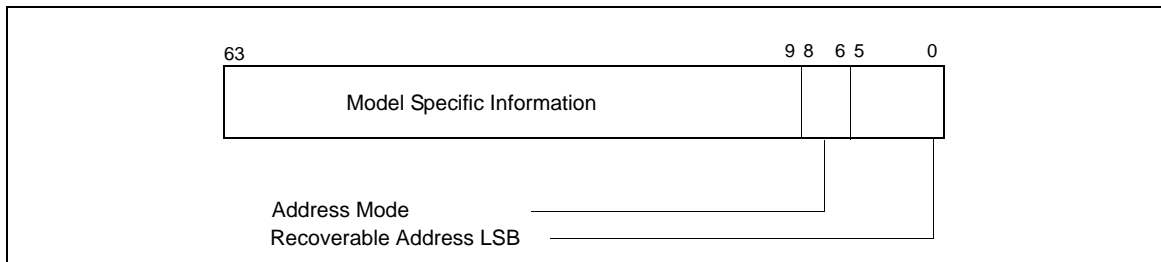 63 9 8 6 5 0
Model Specific Information
Address Mode
Recoverable Address LSB